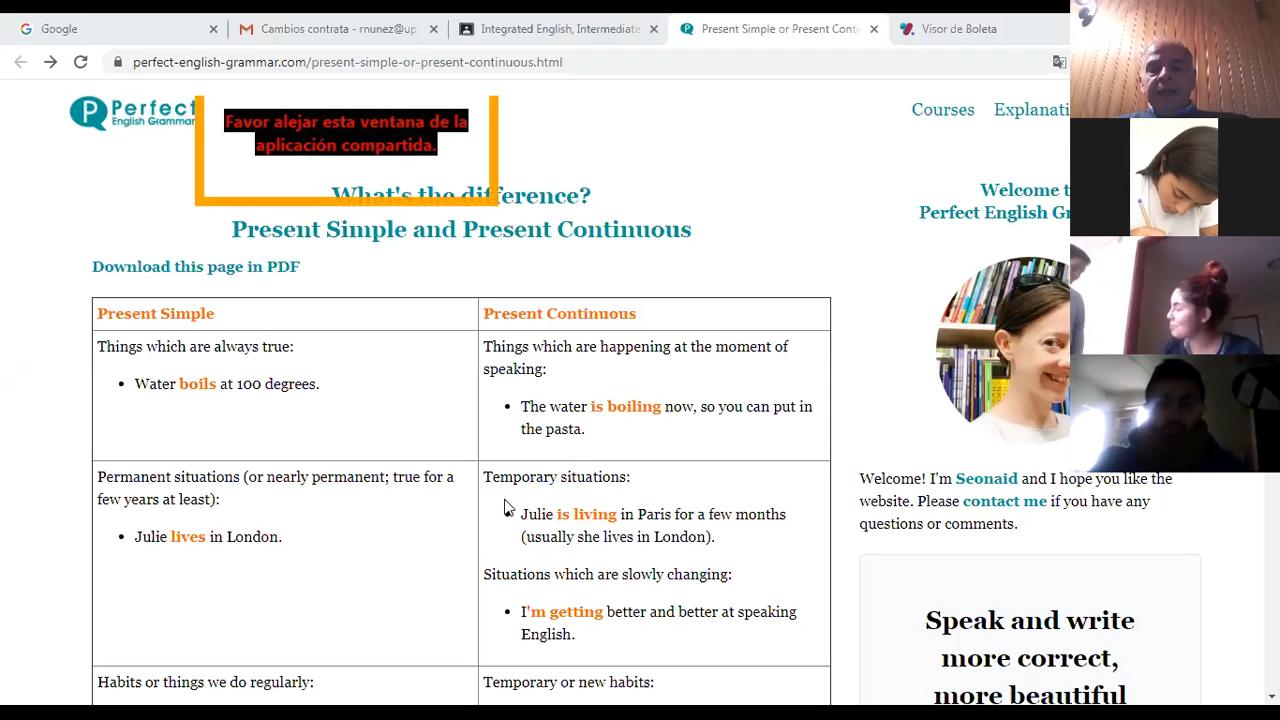 Google
Cambios contrata - rnunez@up
Integrated English, Intermediate
Present Simple or Present Conti
Visor de Boleta
perfect-english-grammar.com/present-simple-or-present-continuous.html
Perfect
English Grammar
Favor alejar esta ventana de la
aplicación compartida.
Courses
Explanati
What's the difference?
Present Simple and Present Continuous
Welcome t
Perfect English Gr
Download this page in PDF
Present Simple
Present Continuous
Things which are always true:
• Water boils at 100 degrees.
Things which are happening at the moment of
speaking:
• The water is boiling now, so you can put in
the pasta.
Permanent situations (or nearly permanent; true for a
few years at least):
• Julie lives in London.
Temporary situations:
• Julie is living in Paris for a few months
(usually she lives in London).
Situations which are slowly changing:
• I'm getting better and better at speaking
English.
Habits or things we do regularly:
Temporary or new habits:
Welcome! I'm Seonaid and I hope you like the
website. Please contact me if you have any
questions or comments.
Speak and write
more correct,
more beautiful